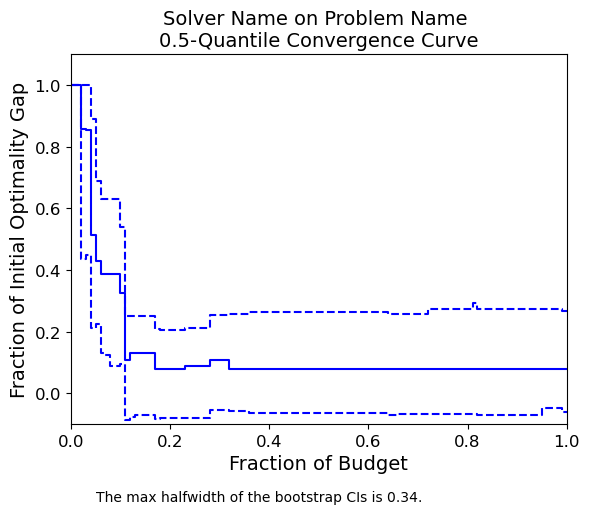 Solver Name on Problem Name
0.5-Quantile Convergence Curve
Fraction of Initial Optimality Gap
1.0
0.8
0.6
0.4
0.2
0.0
0.0 0.2 0.4 0.6 0.8 1.0
Fraction of Budget
The max halfwidth of the bootstrap CIs is 0.34.